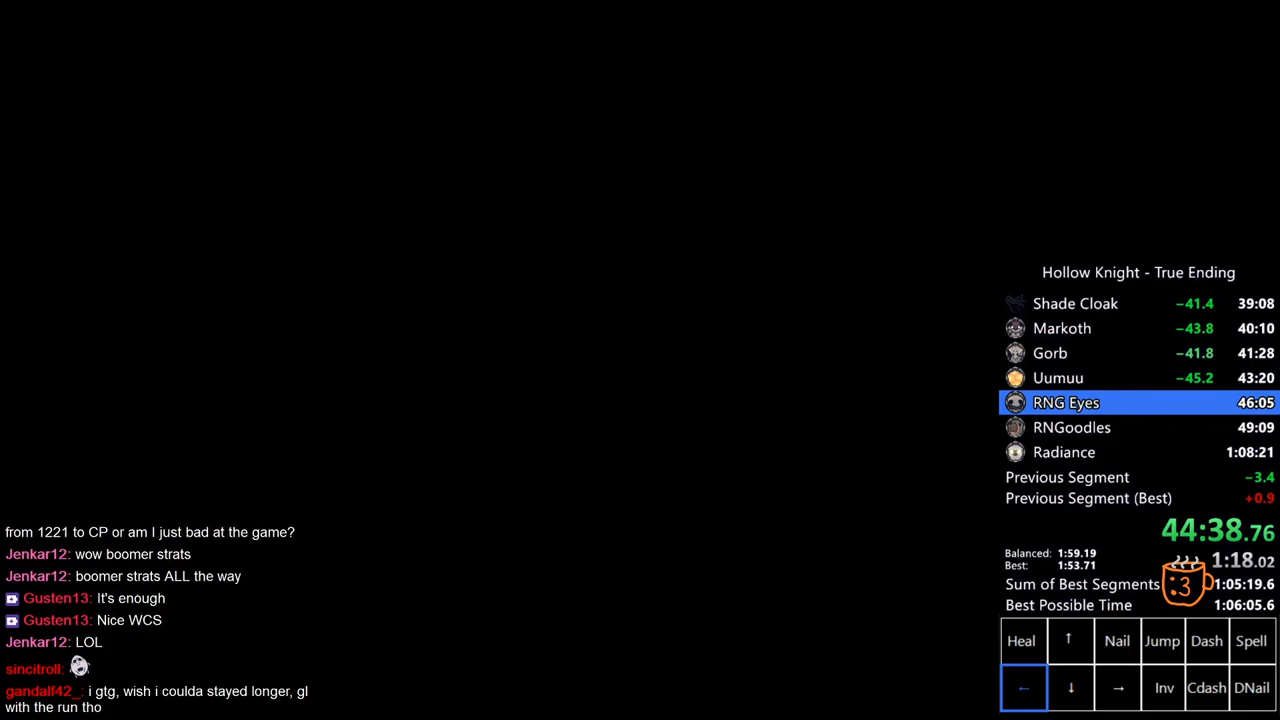 Hollow Knight - True Ending
Shade Cloak −41.4 39:08
Markoth −43.8 40:10
Gorb −41.8 41:28
Uumuu −45.2 43:20
RNG Eyes 46:05
RNGoodles 49:09
Radiance 1:08:21
Previous Segment −3.4
Previous Segment (Best) +0.9
44:38.76
Balanced: 1:59.19
Best: 1:53.71
1:18.02
:3
Sum of Best Segments 1:05:19.6
Best Possible Time 1:06:05.6
Heal ↑ Nail Jump Dash Spell
← ↓ → Inv Cdash DNail
from 1221 to CP or am I just bad at the game?
Jenkar12: wow boomer strats
Jenkar12: boomer strats ALL the way
Gusten13: It's enough
Gusten13: Nice WCS
Jenkar12: LOL
sincitroll:
gandalf42_: i gtg, wish i coulda stayed longer, gl
with the run tho